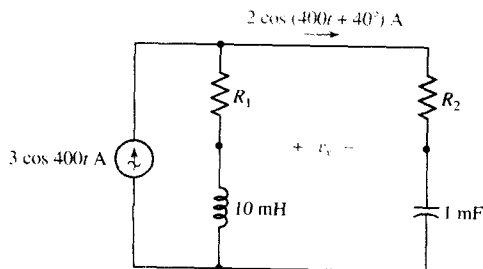 2 cos (400t + 40°) A
R₁
R₂
+ vₓ −
3 cos 400t A
10 mH
1 mF